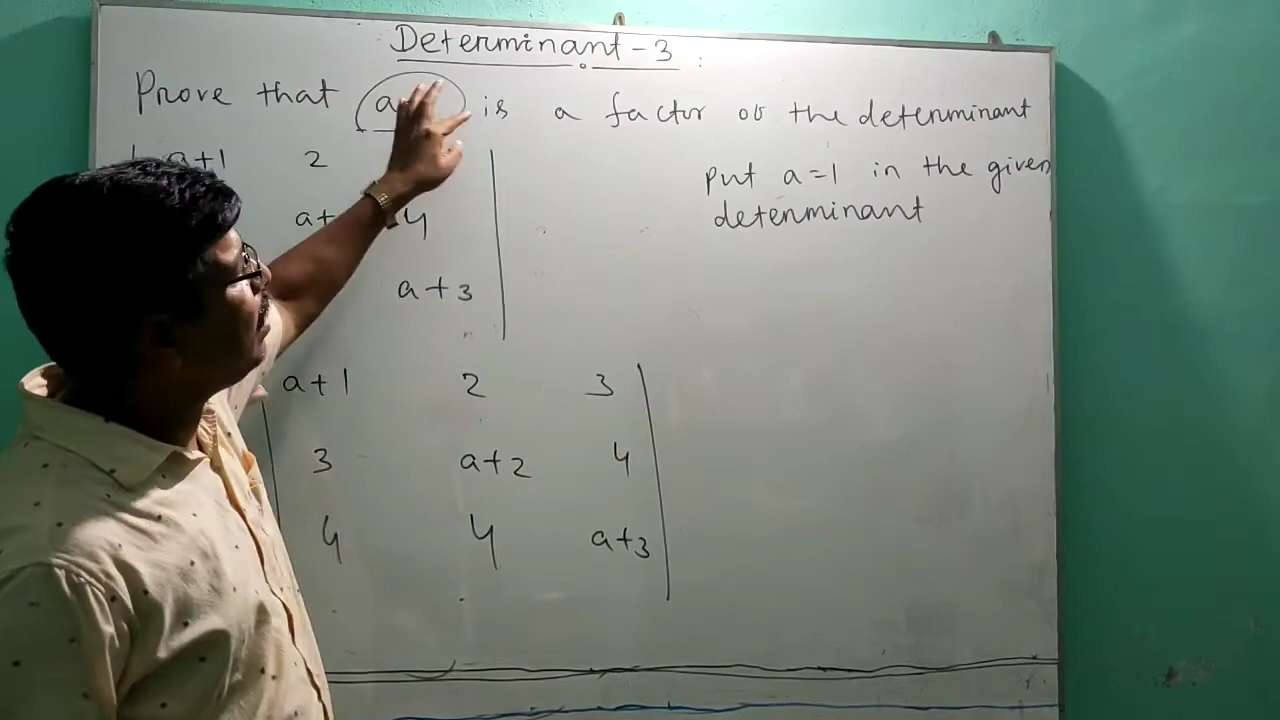 Determinant - 3 :
Prove that a is a factor of the determinant
a+1 2
put a=1 in the given
a+ 4
determinant
a+3
a+1 2 3
3 a+2 4
4 4 a+3